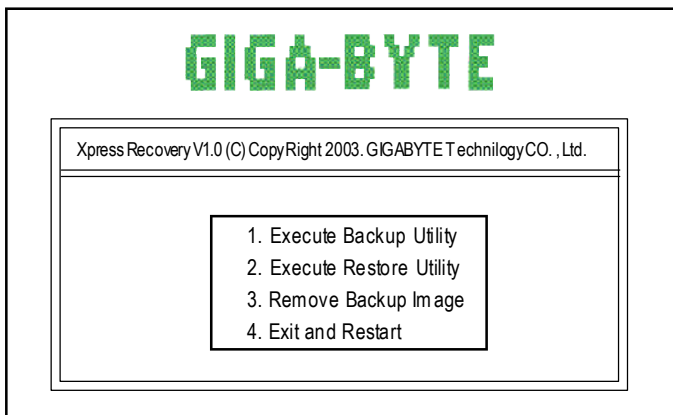 GIGA-BYTE
Xpress Recovery V1.0 (C) CopyRight 2003. GIGABYTE Technilogy CO. , Ltd.
1. Execute Backup Utility
2. Execute Restore Utility
3. Remove Backup Image
4. Exit and Restart